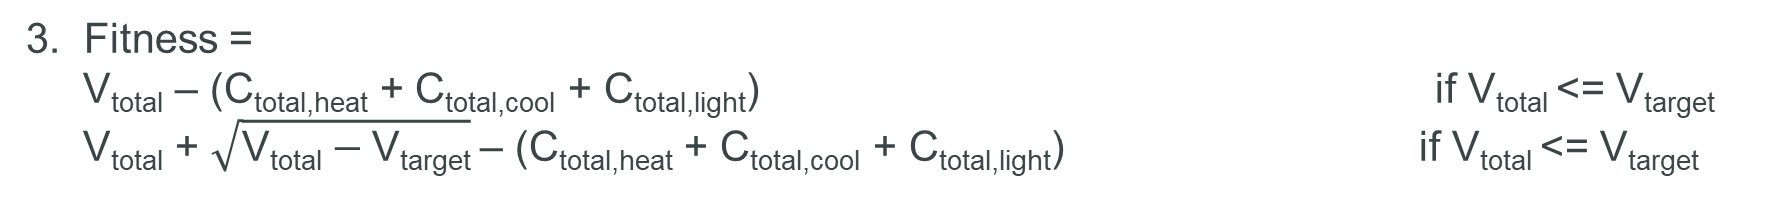 3. Fitness =
V_total – (C_total,heat + C_total,cool + C_total,light) if V_total <= V_target
V_total + √(V_total – V_target) – (C_total,heat + C_total,cool + C_total,light) if V_total <= V_target